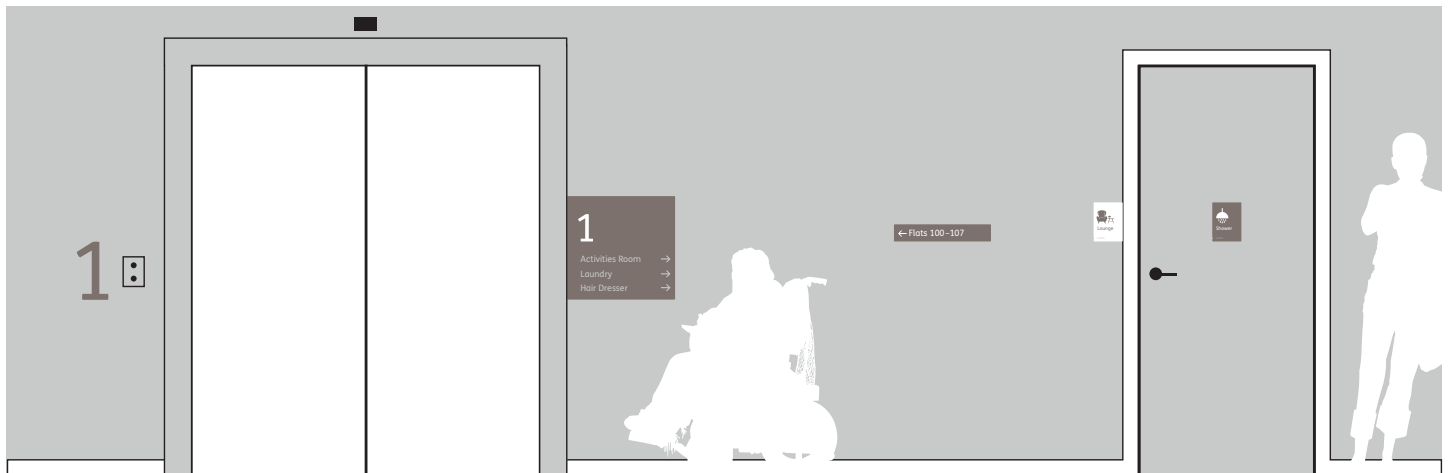 1
1
Activities Room →
Laundry →
Hair Dresser →
← Flats 100-107
Lounge
Shower